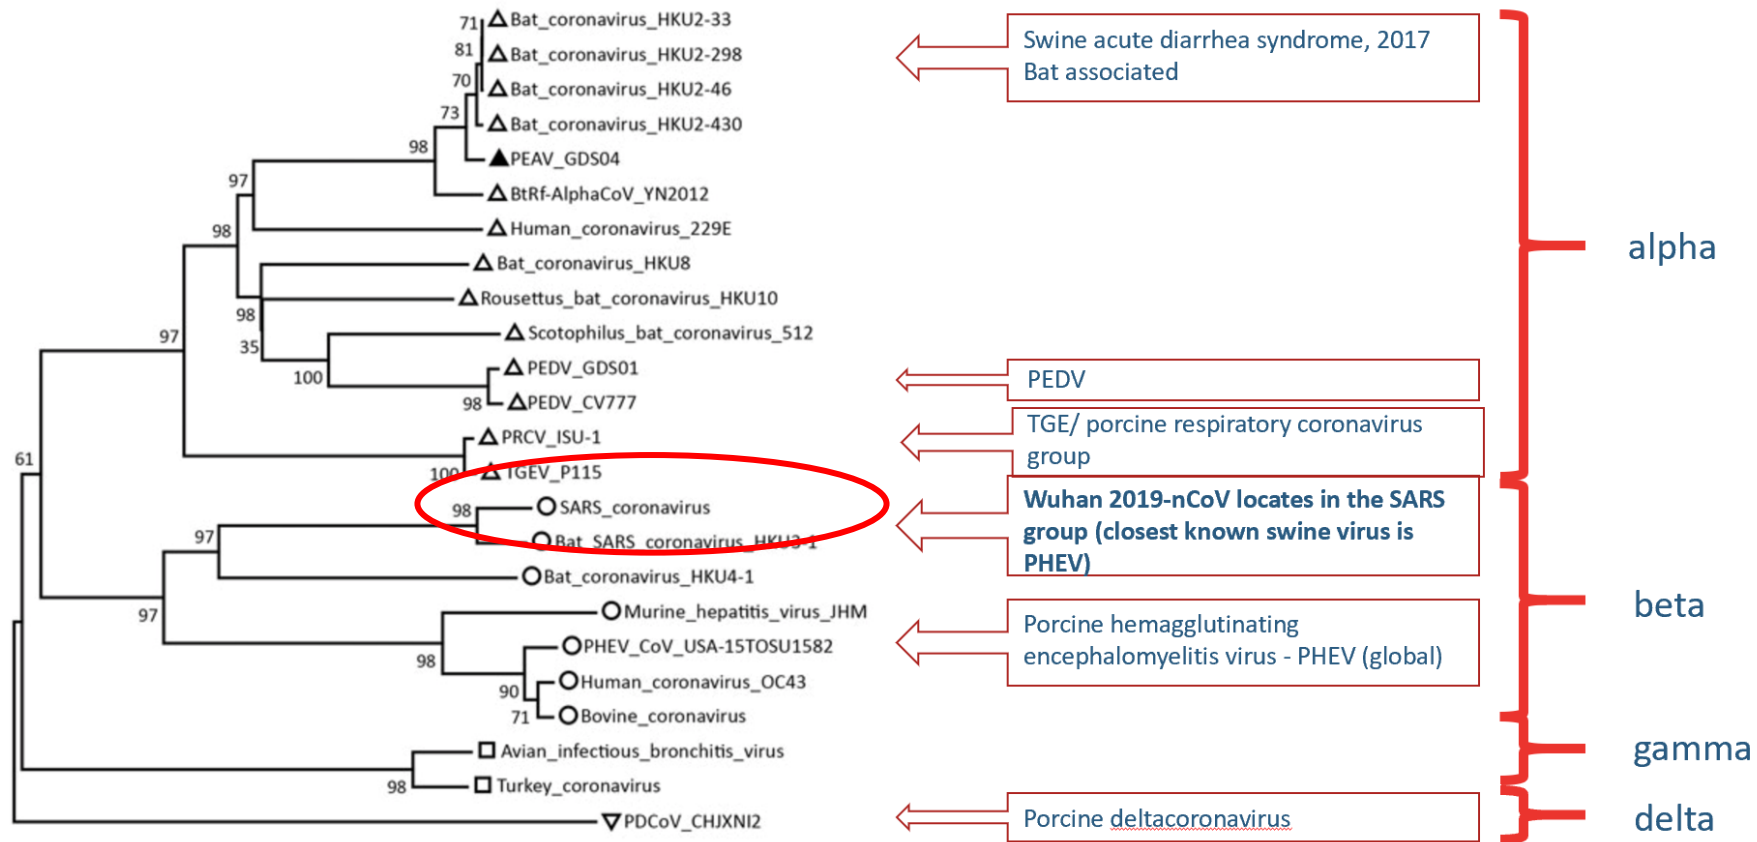 71
Bat_coronavirus_HKU2-33
81
Bat_coronavirus_HKU2-298
70
Bat_coronavirus_HKU2-46
73
Bat_coronavirus_HKU2-430
98
PEAV_GDS04
97
BtRf-AlphaCoV_YN2012
98
Human_coronavirus_229E
Bat_coronavirus_HKU8
Rousettus_bat_coronavirus_HKU10
98
97
Scotophilus_bat_coronavirus_512
35
PEDV_GDS01
100
98
PEDV_CV777
PRCV_ISU-1
61
100
TGEV_P115
98
SARS_coronavirus
97
Bat_SARS_coronavirus_HKU3-1
Bat_coronavirus_HKU4-1
97
Murine_hepatitis_virus_JHM
98
PHEV_CoV_USA-15TOSU1582
90
Human_coronavirus_OC43
71
Bovine_coronavirus
Avian_infectious_bronchitis_virus
98
Turkey_coronavirus
PDCoV_CHJXNI2
Swine acute diarrhea syndrome, 2017
Bat associated
PEDV
TGE/ porcine respiratory coronavirus
group
Wuhan 2019-nCoV locates in the SARS
group (closest known swine virus is
PHEV)
Porcine hemagglutinating
encephalomyelitis virus - PHEV (global)
Porcine deltacoronavirus
alpha
beta
gamma
delta